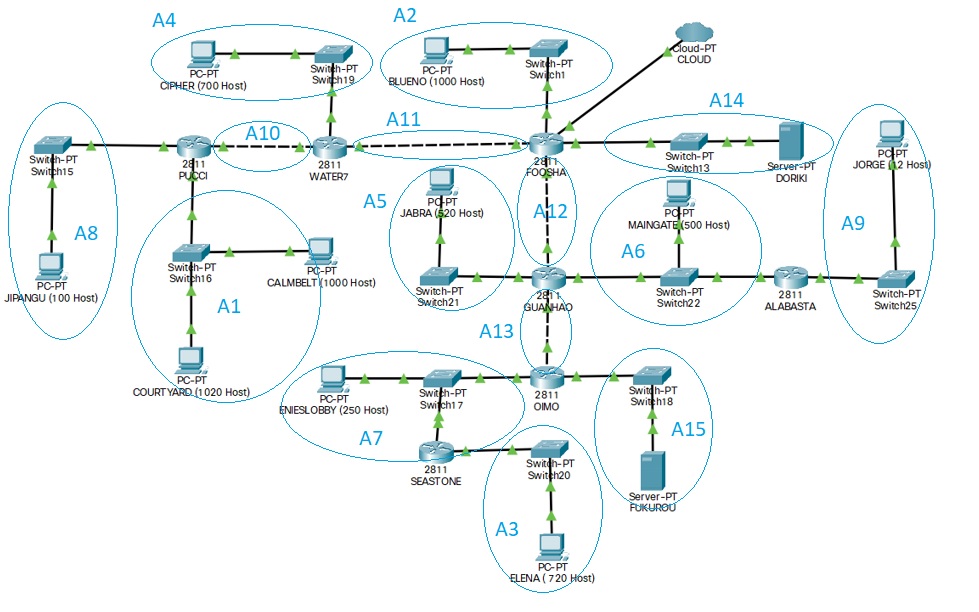 A4
PC-PT
CIPHER (700 Host)
Switch-PT
Switch19
A2
PC-PT
BLUENO (1000 Host)
Switch-PT
Switch1
Cloud-PT
CLOUD
A14
Switch-PT
Switch13
Server-PT
DORIKI
PC-PT
JORGE (12 Host)
A10
A11
2811
PUCCI
2811
WATER7
2811
FOOSHA
Switch-PT
Switch15
A5
PC-PT
JABRA (520 Host)
A12
PC-PT
MAINGATE (500 Host)
A9
A8
PC-PT
JIPANGU (100 Host)
Switch-PT
Switch16
PC-PT
CALMBELT (1000 Host)
A1
Switch-PT
Switch21
2811
GUANHAO
A6
Switch-PT
Switch22
2811
ALABASTA
Switch-PT
Switch25
A13
PC-PT
COURTYARD (1020 Host)
PC-PT
ENIESLOBBY (250 Host)
Switch-PT
Switch17
2811
OIMO
Switch-PT
Switch18
A7
A15
2811
SEASTONE
Switch-PT
Switch20
Server-PT
FUKUROU
A3
PC-PT
ELENA ( 720 Host)